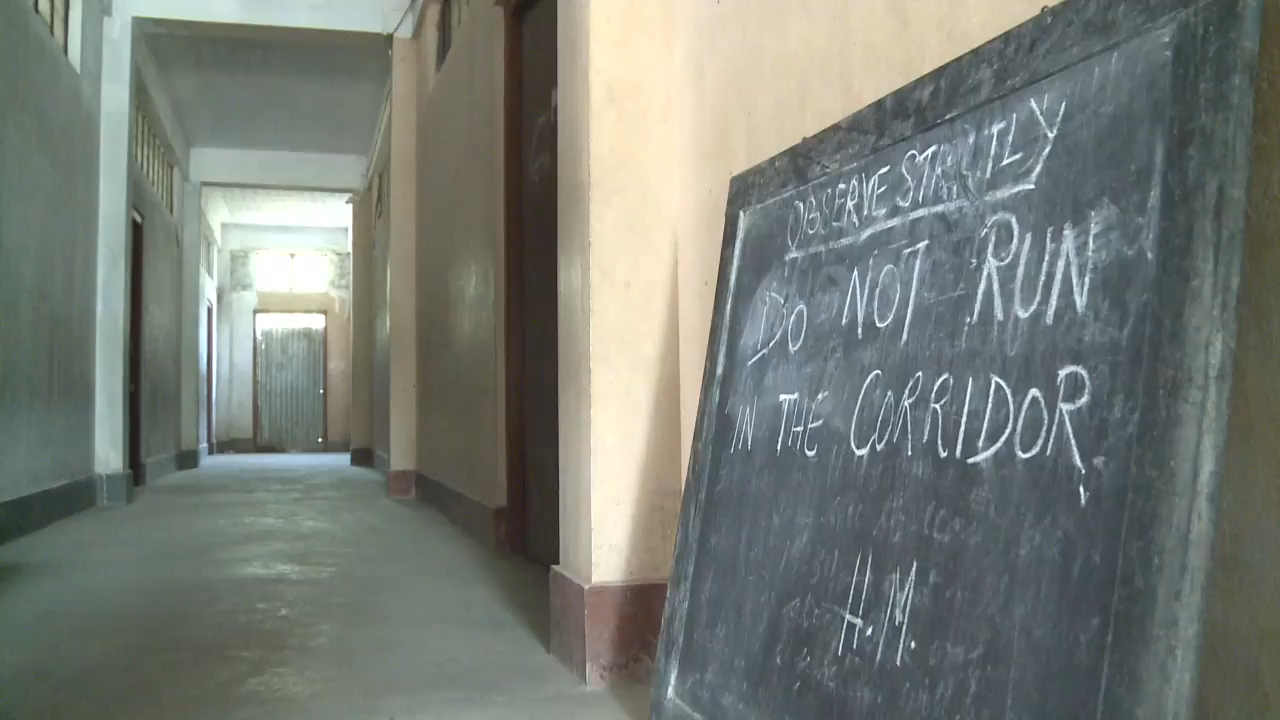 OBSERVE STRICTLY
DO NOT RUN
IN THE CORRIDOR.
H.M.